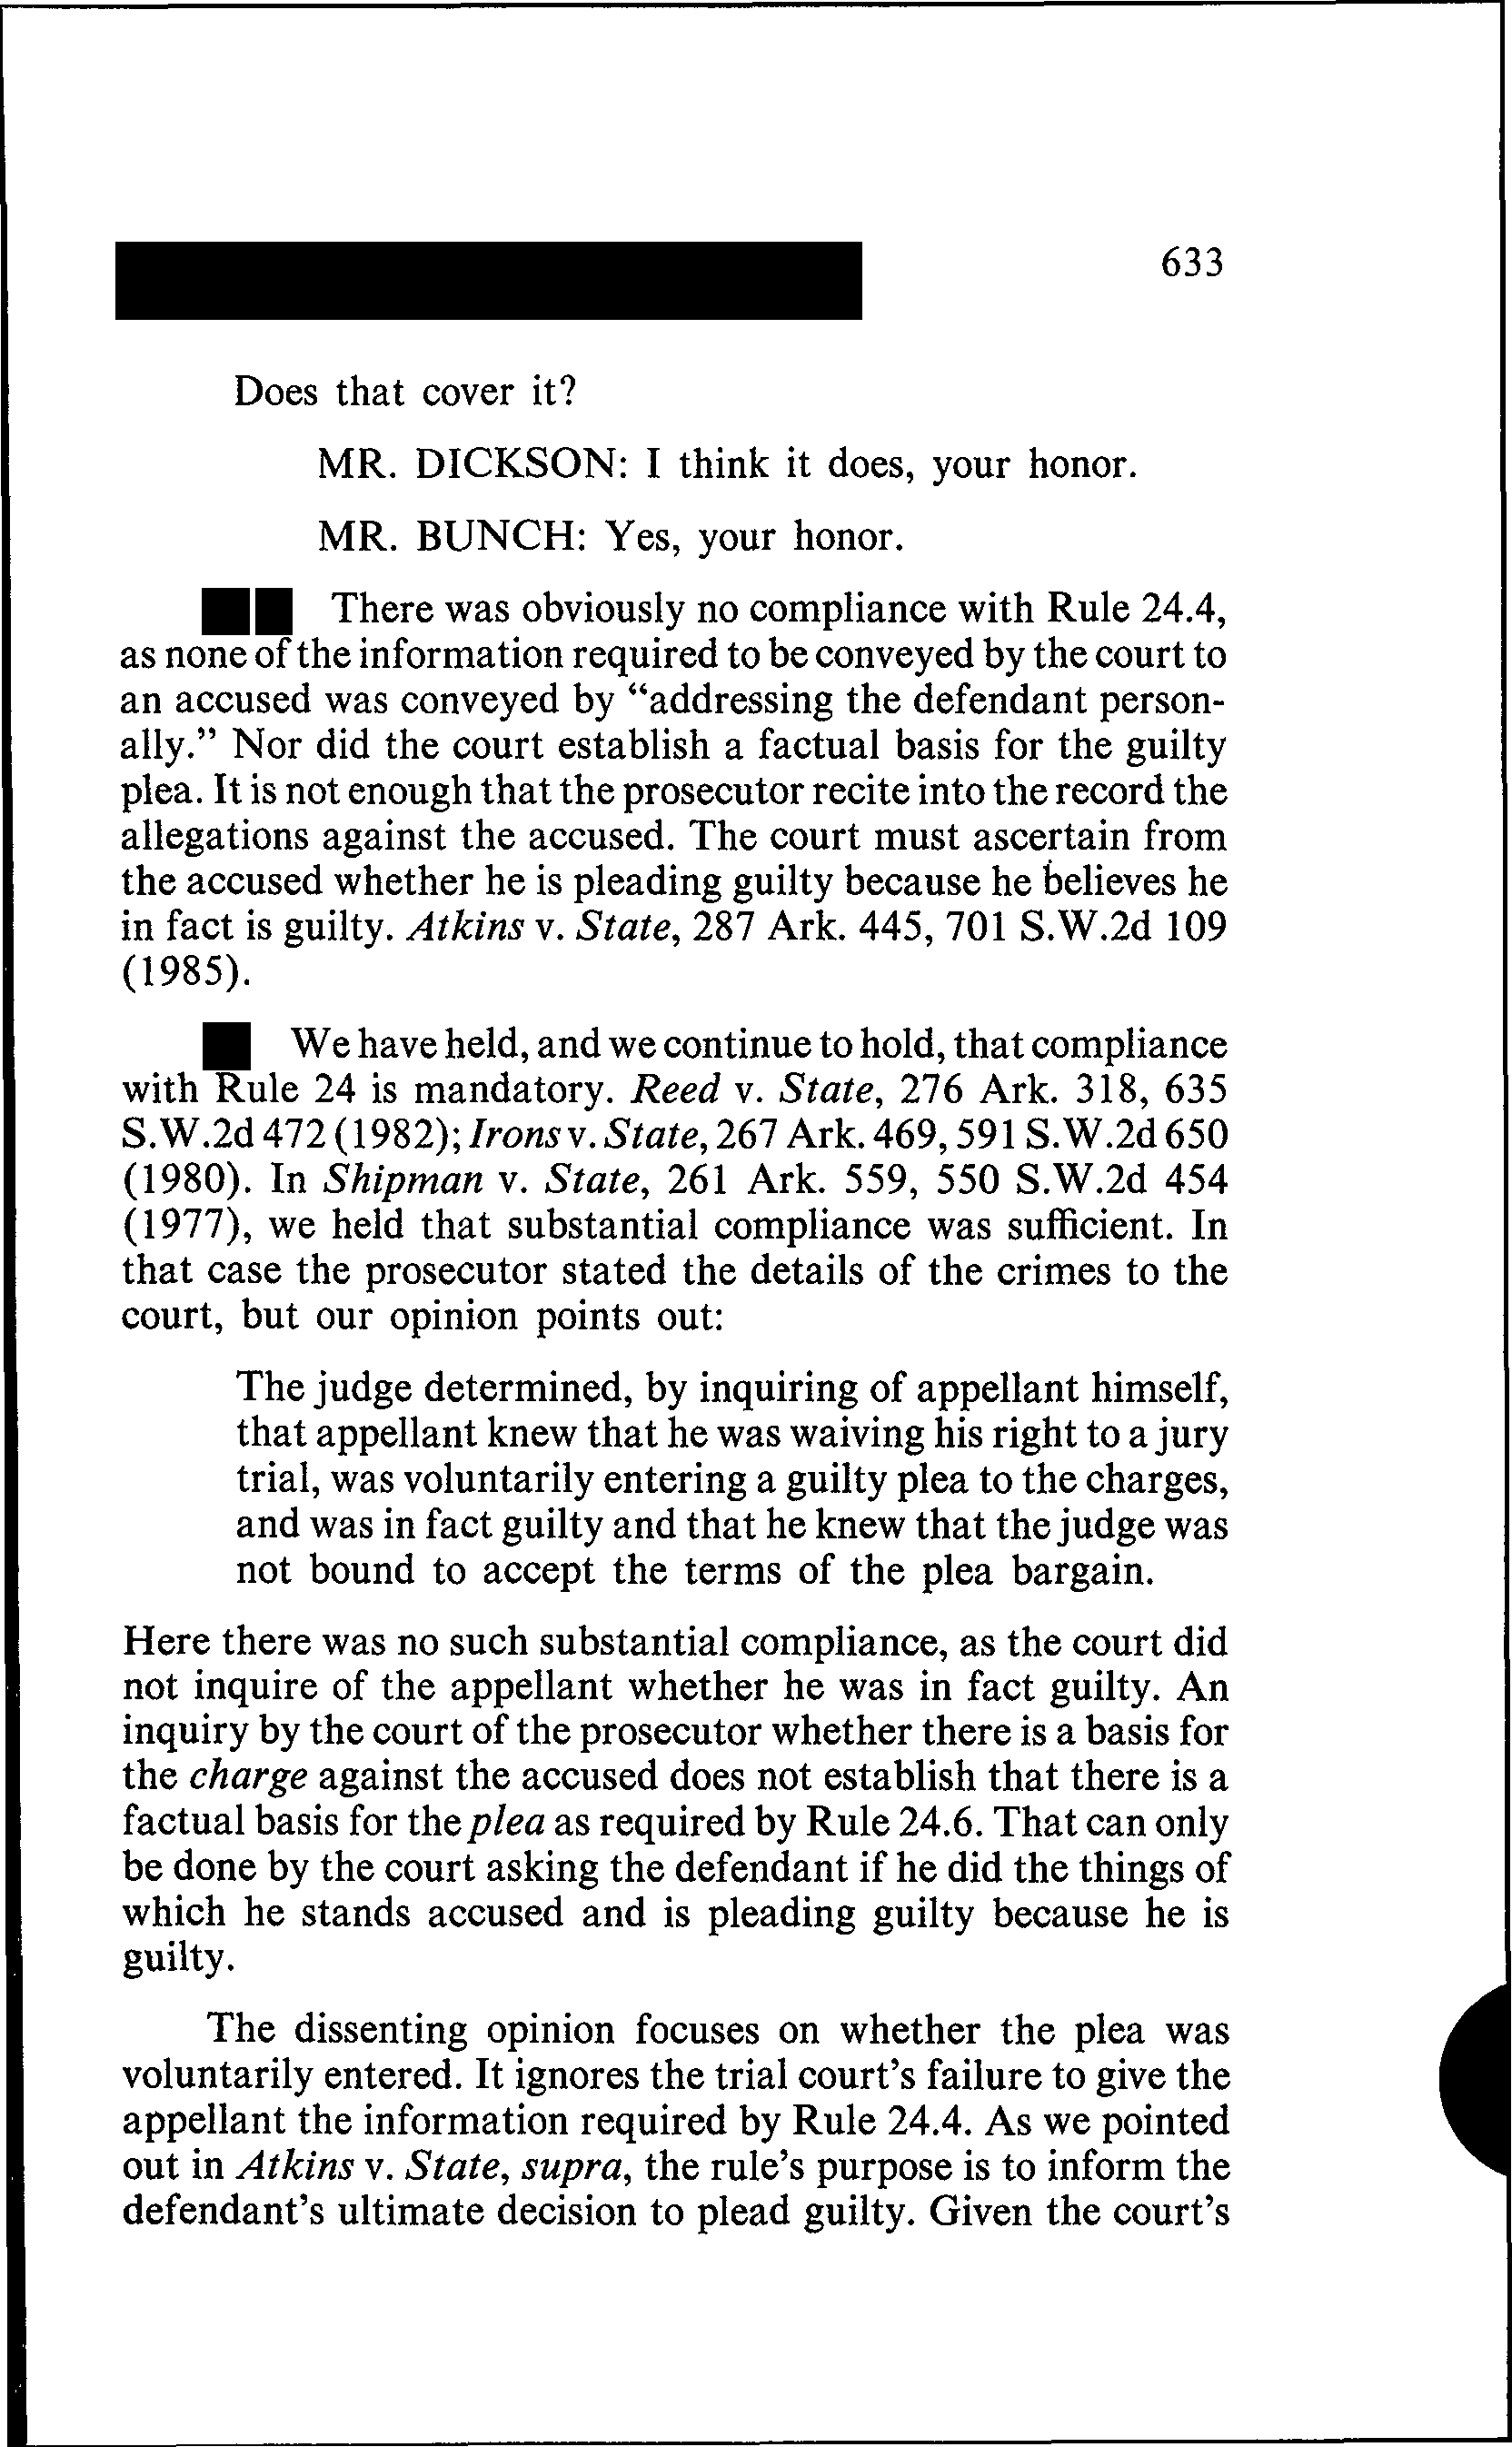 633
Does that cover it?
MR. DICKSON: I think it does, your honor.
MR. BUNCH: Yes, your honor.
There was obviously no compliance with Rule 24.4,
as none of the information required to be conveyed by the court to
an accused was conveyed by “addressing the defendant person-
ally.” Nor did the court establish a factual basis for the guilty
plea. It is not enough that the prosecutor recite into the record the
allegations against the accused. The court must ascertain from
the accused whether he is pleading guilty because he believes he
in fact is guilty. Atkins v. State, 287 Ark. 445, 701 S.W.2d 109
(1985).
We have held, and we continue to hold, that compliance
with Rule 24 is mandatory. Reed v. State, 276 Ark. 318, 635
S.W.2d 472 (1982); Irons v. State, 267 Ark. 469, 591 S.W.2d 650
(1980). In Shipman v. State, 261 Ark. 559, 550 S.W.2d 454
(1977), we held that substantial compliance was sufficient. In
that case the prosecutor stated the details of the crimes to the
court, but our opinion points out:
The judge determined, by inquiring of appellant himself,
that appellant knew that he was waiving his right to a jury
trial, was voluntarily entering a guilty plea to the charges,
and was in fact guilty and that he knew that the judge was
not bound to accept the terms of the plea bargain.
Here there was no such substantial compliance, as the court did
not inquire of the appellant whether he was in fact guilty. An
inquiry by the court of the prosecutor whether there is a basis for
the charge against the accused does not establish that there is a
factual basis for the plea as required by Rule 24.6. That can only
be done by the court asking the defendant if he did the things of
which he stands accused and is pleading guilty because he is
guilty.
The dissenting opinion focuses on whether the plea was
voluntarily entered. It ignores the trial court’s failure to give the
appellant the information required by Rule 24.4. As we pointed
out in Atkins v. State, supra, the rule’s purpose is to inform the
defendant’s ultimate decision to plead guilty. Given the court’s